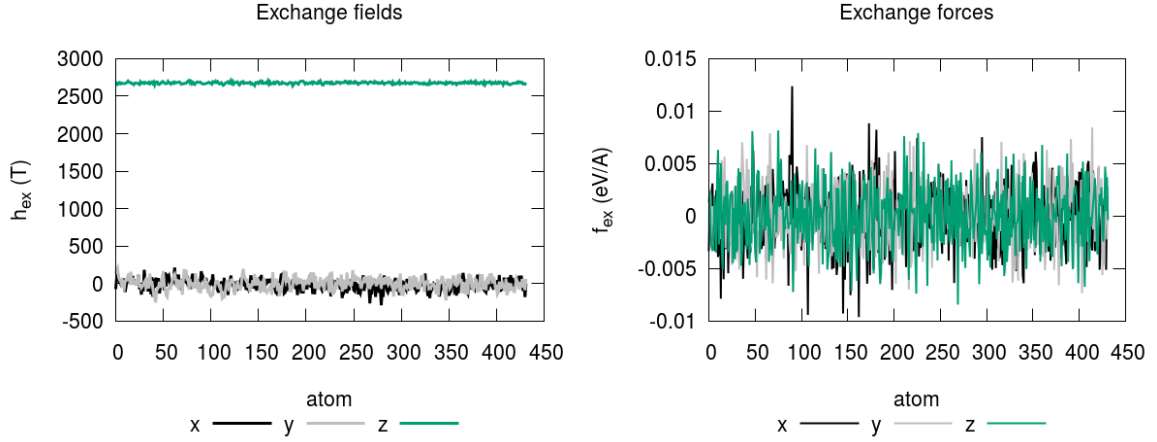 Exchange fields
3000
2500
2000
1500
1000
500
0
-500
h_ex (T)
0 50 100 150 200 250 300 350 400 450
atom
x y z
Exchange forces
0.015
0.01
0.005
0
-0.005
-0.01
f_ex (eV/A)
0 50 100 150 200 250 300 350 400 450
atom
x y z